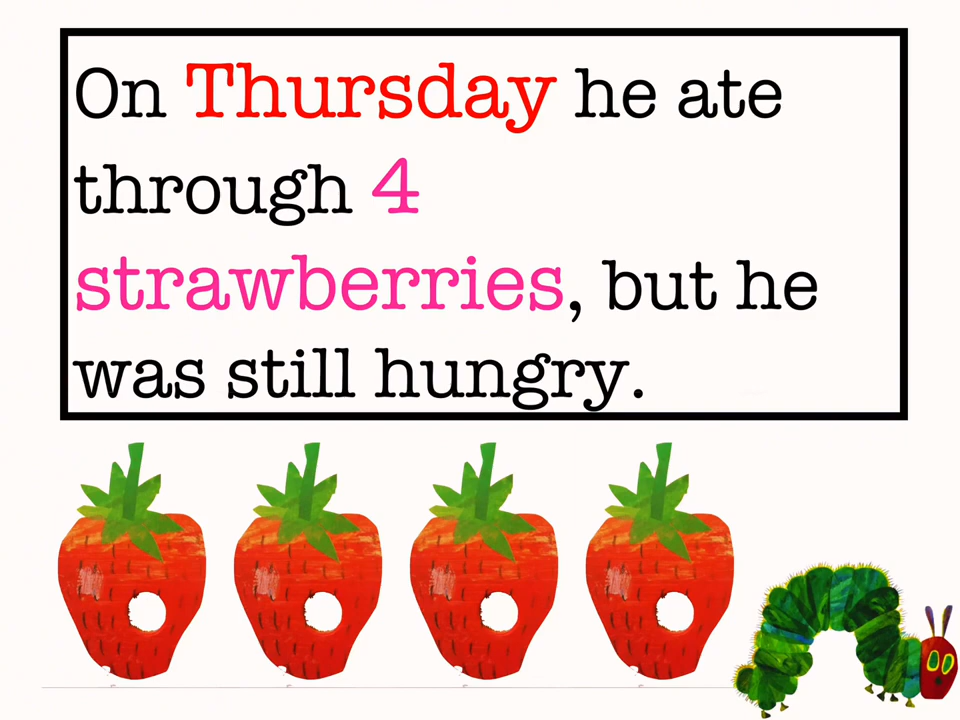 On Thursday he ate
through 4
strawberries, but he
was still hungry.